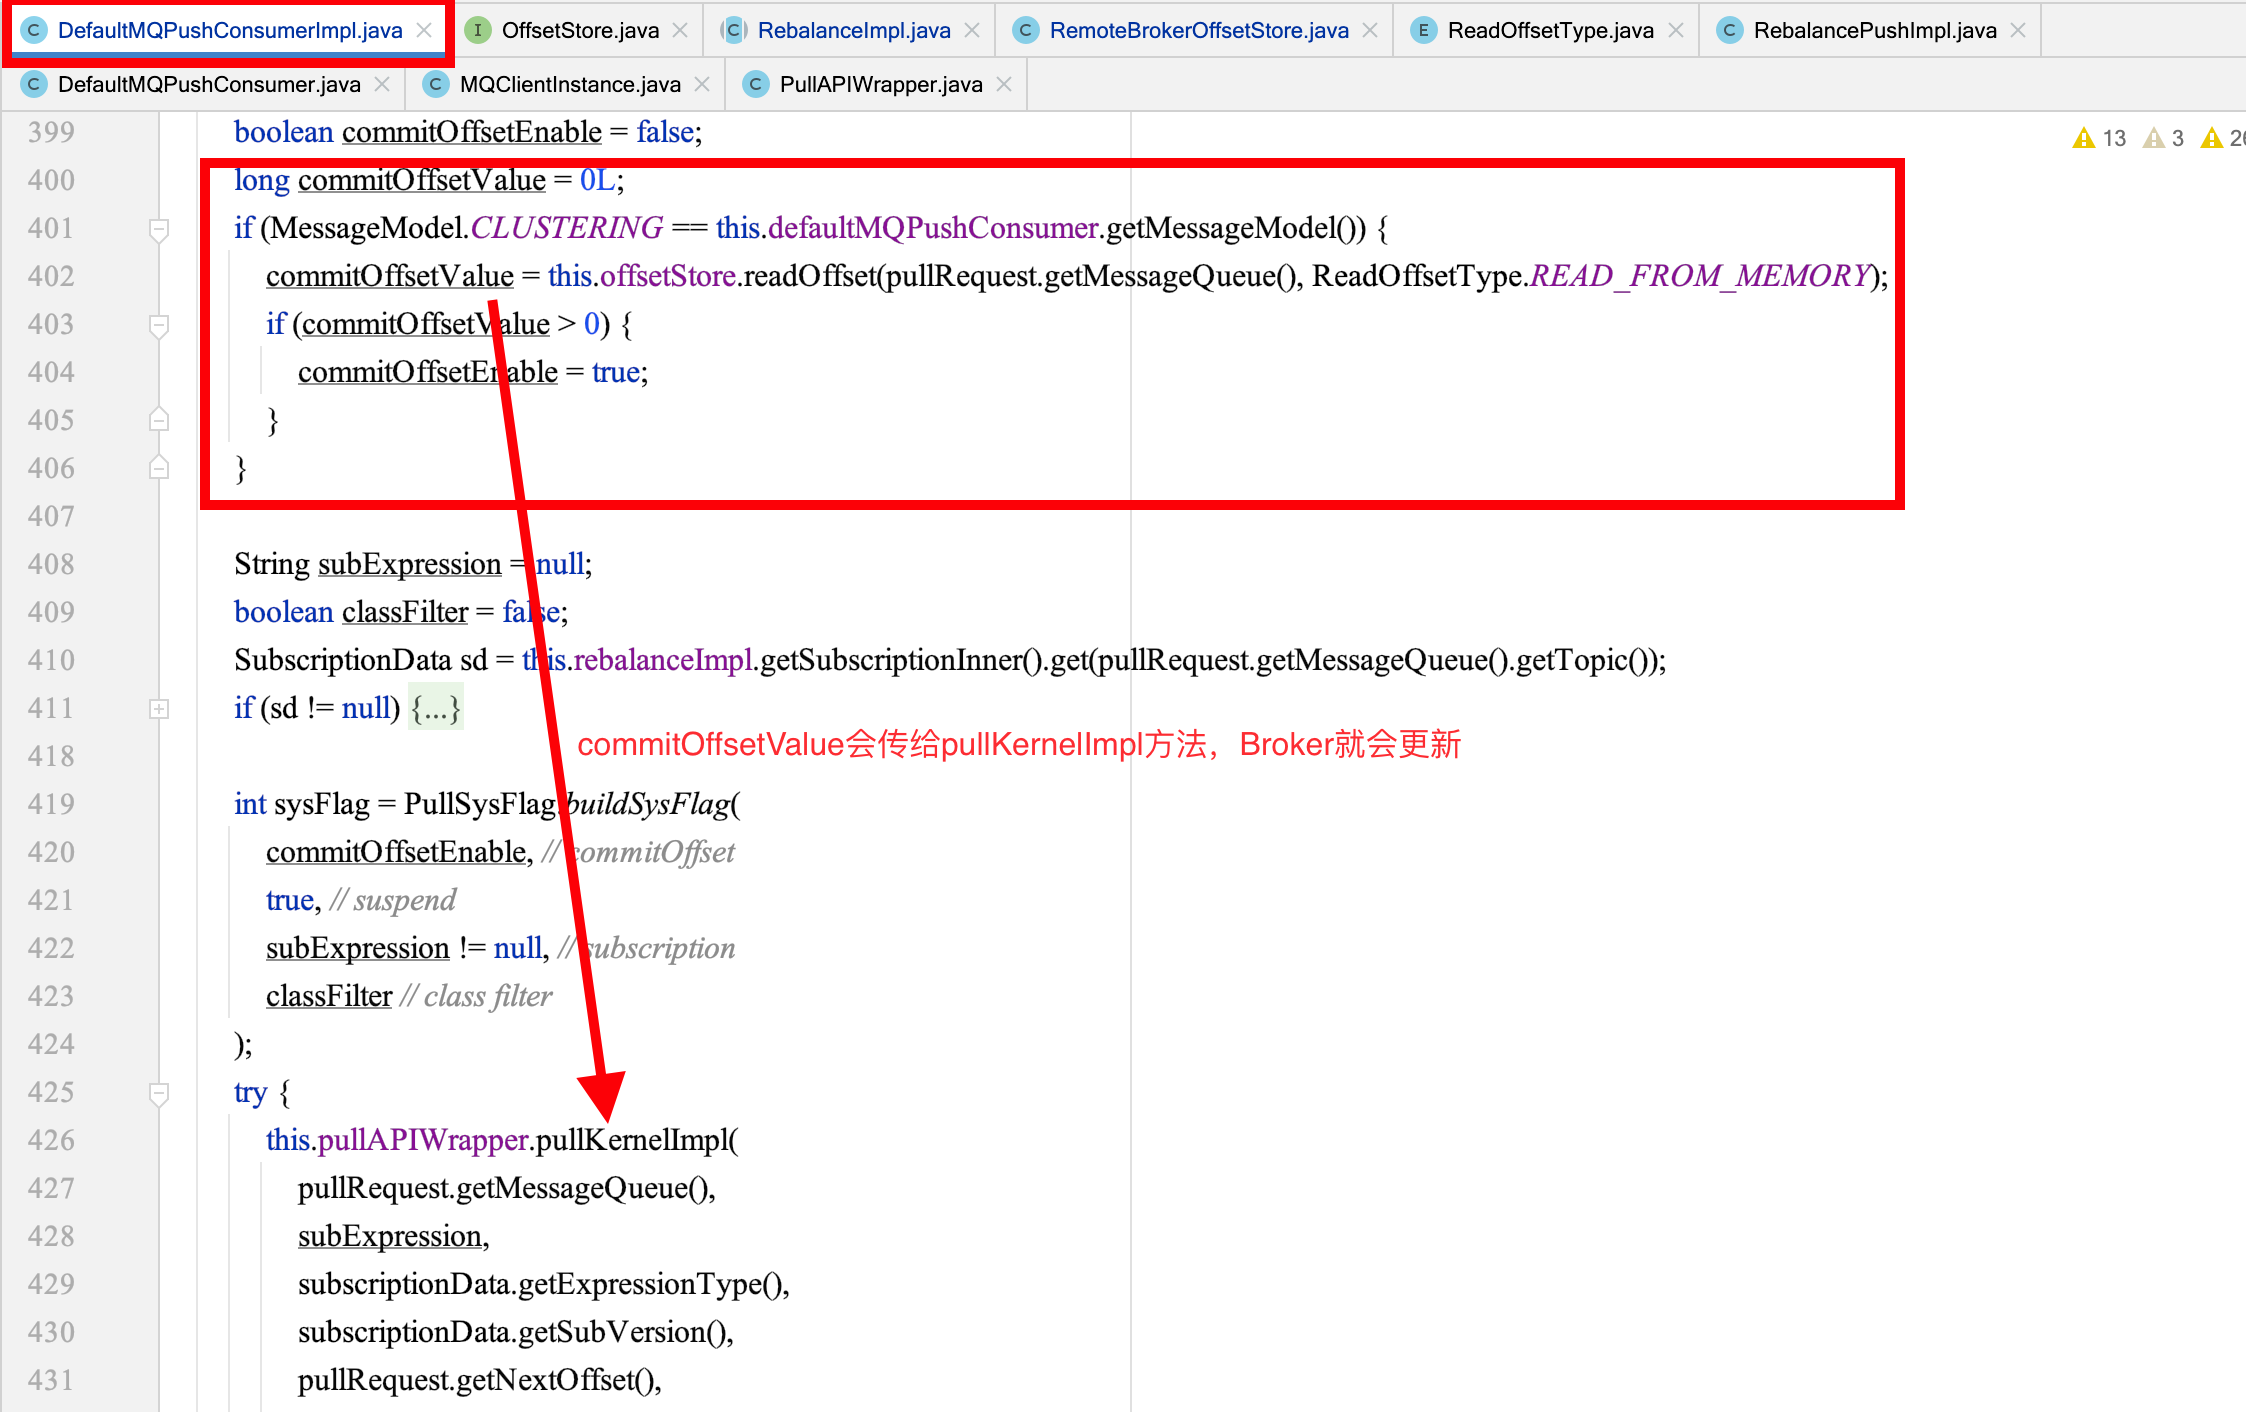 DefaultMQPushConsumerImpl.java OffsetStore.java RebalanceImpl.java RemoteBrokerOffsetStore.java ReadOffsetType.java RebalancePushImpl.java
DefaultMQPushConsumer.java MQClientInstance.java PullAPIWrapper.java
399 boolean commitOffsetEnable = false;
13 3 26
400 long commitOffsetValue = 0L;
401 if (MessageModel.CLUSTERING == this.defaultMQPushConsumer.getMessageModel()) {
402 commitOffsetValue = this.offsetStore.readOffset(pullRequest.getMessageQueue(), ReadOffsetType.READ_FROM_MEMORY);
403 if (commitOffsetValue > 0) {
404 commitOffsetEnable = true;
405 }
406 }
407
408 String subExpression = null;
409 boolean classFilter = false;
410 SubscriptionData sd = this.rebalanceImpl.getSubscriptionInner().get(pullRequest.getMessageQueue().getTopic());
411 if (sd != null) {...}
commitOffsetValue会传给pullKernelImpl方法，Broker就会更新
418
419 int sysFlag = PullSysFlag.buildSysFlag(
420 commitOffsetEnable, // commitOffset
421 true, // suspend
422 subExpression != null, // subscription
423 classFilter // class filter
424 );
425 try {
426 this.pullAPIWrapper.pullKernelImpl(
427 pullRequest.getMessageQueue(),
428 subExpression,
429 subscriptionData.getExpressionType(),
430 subscriptionData.getSubVersion(),
431 pullRequest.getNextOffset(),